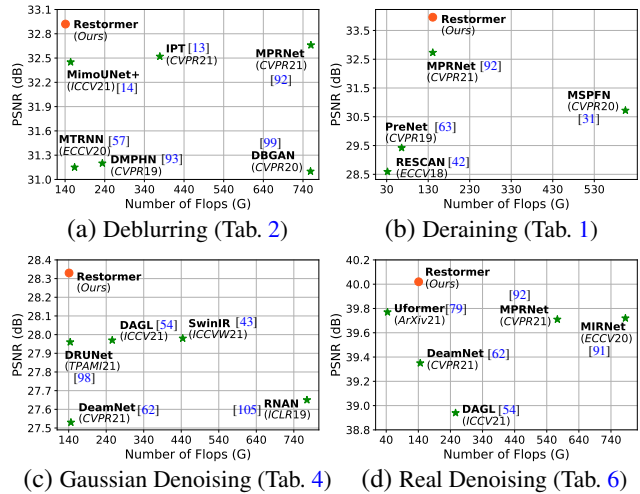 33.1
32.8
32.5
32.2
31.9
31.6
31.3
31.0
PSNR (dB)
Restormer
(Ours)
IPT [13]
(CVPR21)
MPRNet
(CVPR21)
[92]
MimoUNet+
(ICCV21) [14]
MTRNN [57]
(ECCV20)
DMPHN [93]
(CVPR19)
[99]
DBGAN
(CVPR20)
140 240 340 440 540 640 740
Number of Flops (G)
(a) Deblurring (Tab. 2)
33.5
32.5
31.5
30.5
29.5
28.5
PSNR (dB)
Restormer
(Ours)
MPRNet [92]
(CVPR21)
MSPFN
(CVPR20)
[31]
PreNet [63]
(CVPR19)
RESCAN [42]
(ECCV18)
30 130 230 330 430 530
Number of Flops (G)
(b) Deraining (Tab. 1)
28.4
28.3
28.2
28.1
28.0
27.9
27.8
27.7
27.6
27.5
PSNR (dB)
Restormer
(Ours)
DAGL [54]
(ICCV21)
SwinIR [43]
(ICCVW21)
DRUNet
(TPAMI21)
[98]
DeamNet [62]
(CVPR21)
[105] RNAN
(ICLR19)
140 240 340 440 540 640 740
Number of Flops (G)
(c) Gaussian Denoising (Tab. 4)
40.2
40.0
39.8
39.6
39.4
39.2
39.0
38.8
PSNR (dB)
Restormer
(Ours)
Uformer [79]
(ArXiv21)
[92]
MPRNet
(CVPR21)
MIRNet
(ECCV20)
[91]
DeamNet [62]
(CVPR21)
DAGL [54]
(ICCV21)
40 140 240 340 440 540 640 740
Number of Flops (G)
(d) Real Denoising (Tab. 6)